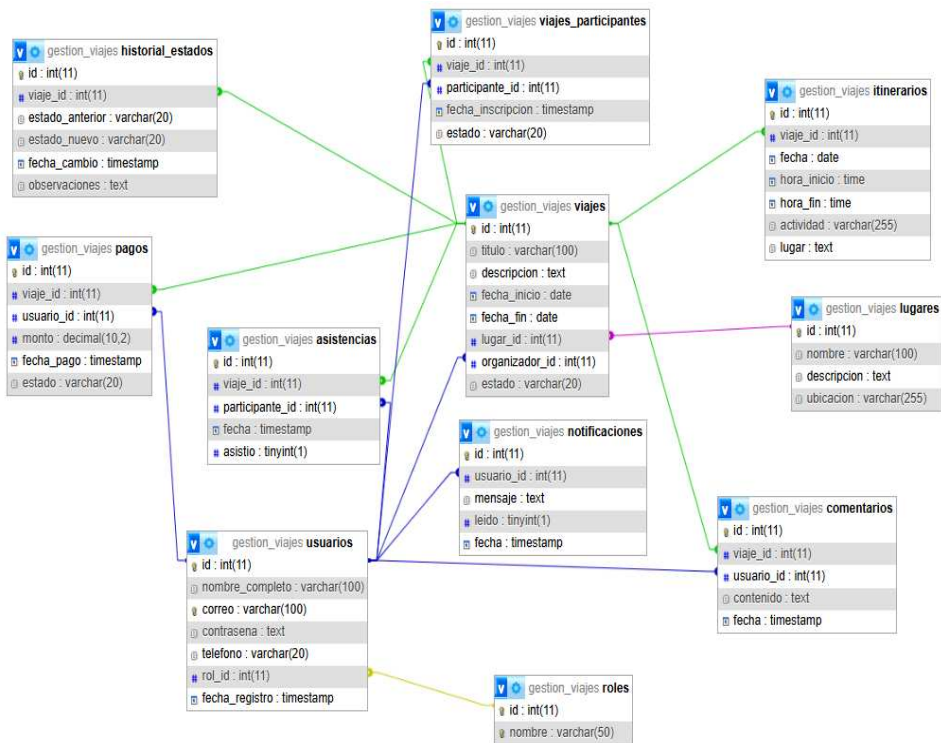 gestion_viajes historial_estados
id : int(11)
viaje_id : int(11)
estado_anterior : varchar(20)
estado_nuevo : varchar(20)
fecha_cambio : timestamp
observaciones : text
gestion_viajes viajes_participantes
id : int(11)
viaje_id : int(11)
participante_id : int(11)
fecha_inscripcion : timestamp
estado : varchar(20)
gestion_viajes itinerarios
id : int(11)
viaje_id : int(11)
fecha : date
hora_inicio : time
hora_fin : time
actividad : varchar(255)
lugar : text
gestion_viajes viajes
id : int(11)
titulo : varchar(100)
descripcion : text
fecha_inicio : date
fecha_fin : date
lugar_id : int(11)
organizador_id : int(11)
estado : varchar(20)
gestion_viajes pagos
id : int(11)
viaje_id : int(11)
usuario_id : int(11)
monto : decimal(10,2)
fecha_pago : timestamp
estado : varchar(20)
gestion_viajes asistencias
id : int(11)
viaje_id : int(11)
participante_id : int(11)
fecha : timestamp
asistio : tinyint(1)
gestion_viajes lugares
id : int(11)
nombre : varchar(100)
descripcion : text
ubicacion : varchar(255)
gestion_viajes notificaciones
id : int(11)
usuario_id : int(11)
mensaje : text
leido : tinyint(1)
fecha : timestamp
gestion_viajes comentarios
id : int(11)
viaje_id : int(11)
usuario_id : int(11)
contenido : text
fecha : timestamp
gestion_viajes usuarios
id : int(11)
nombre_completo : varchar(100)
correo : varchar(100)
contrasena : text
telefono : varchar(20)
rol_id : int(11)
fecha_registro : timestamp
gestion_viajes roles
id : int(11)
nombre : varchar(50)